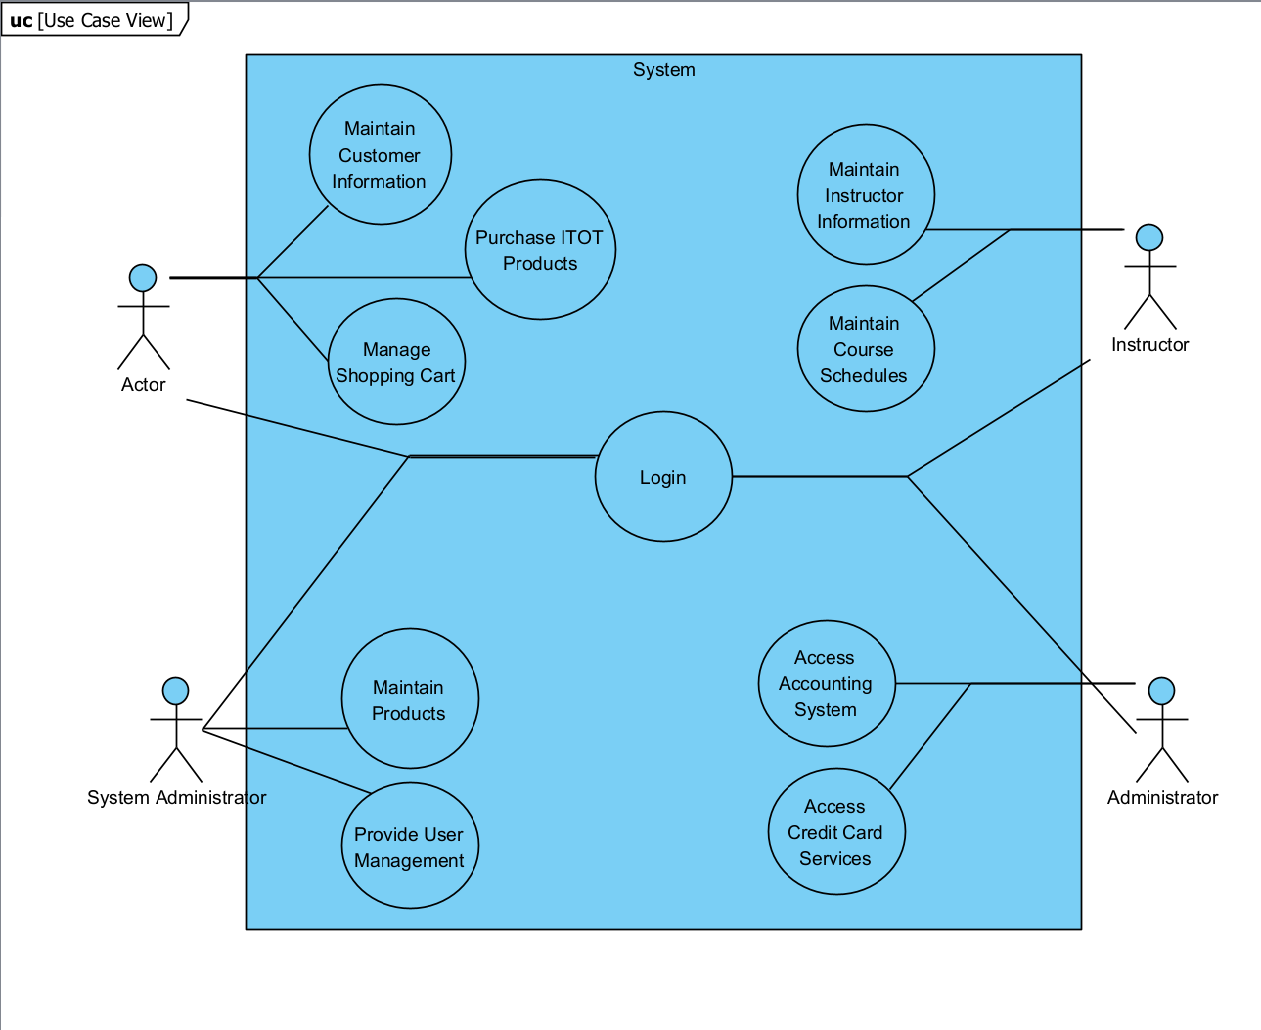 uc [Use Case View]
System
Maintain
Customer
Information
Purchase ITOT
Products
Manage
Shopping Cart
Actor
Maintain
Instructor
Information
Maintain
Course
Schedules
Instructor
Login
Maintain
Products
Provide User
Management
System Administrator
Access
Accounting
System
Access
Credit Card
Services
Administrator